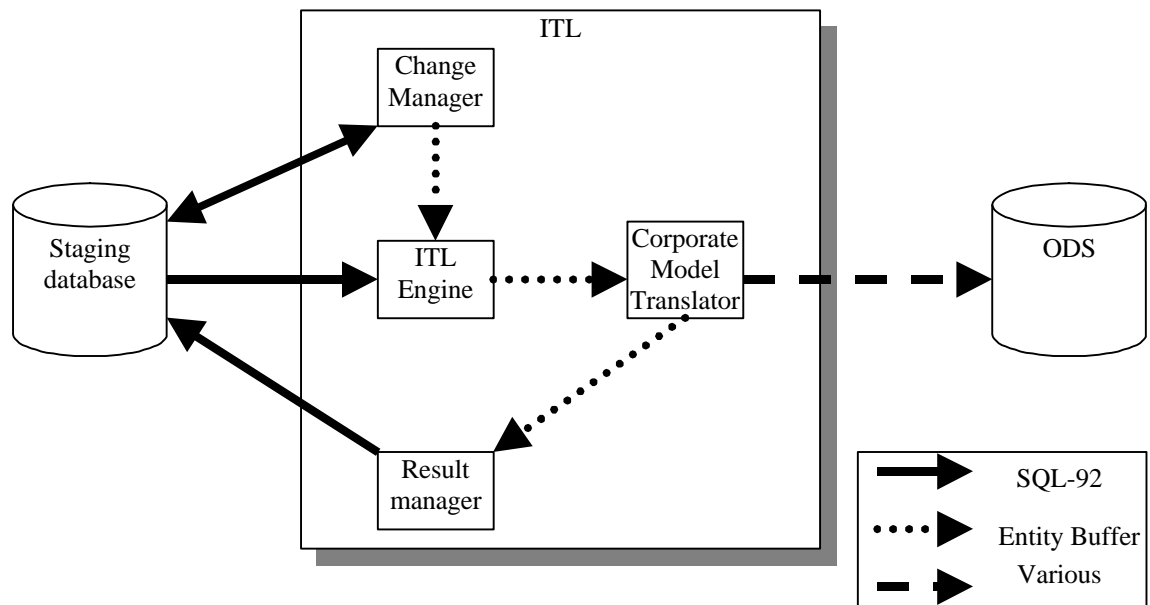 ITL
Change
Manager
Staging
database
ITL
Engine
Corporate
Model
Translator
ODS
Result
manager
SQL-92
Entity Buffer
Various